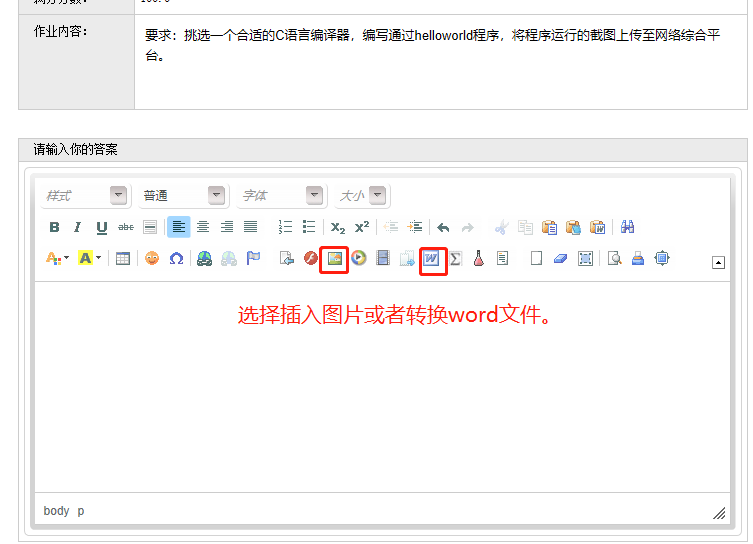 作业内容：
要求：挑选一个合适的C语言编译器，编写通过helloworld程序，将程序运行的截图上传至网络综合平
台。
请输入你的答案
样式 普通 字体 大小
B I U abc
X₂ X²
A A Ω W Σ
选择插入图片或者转换word文件。
body p